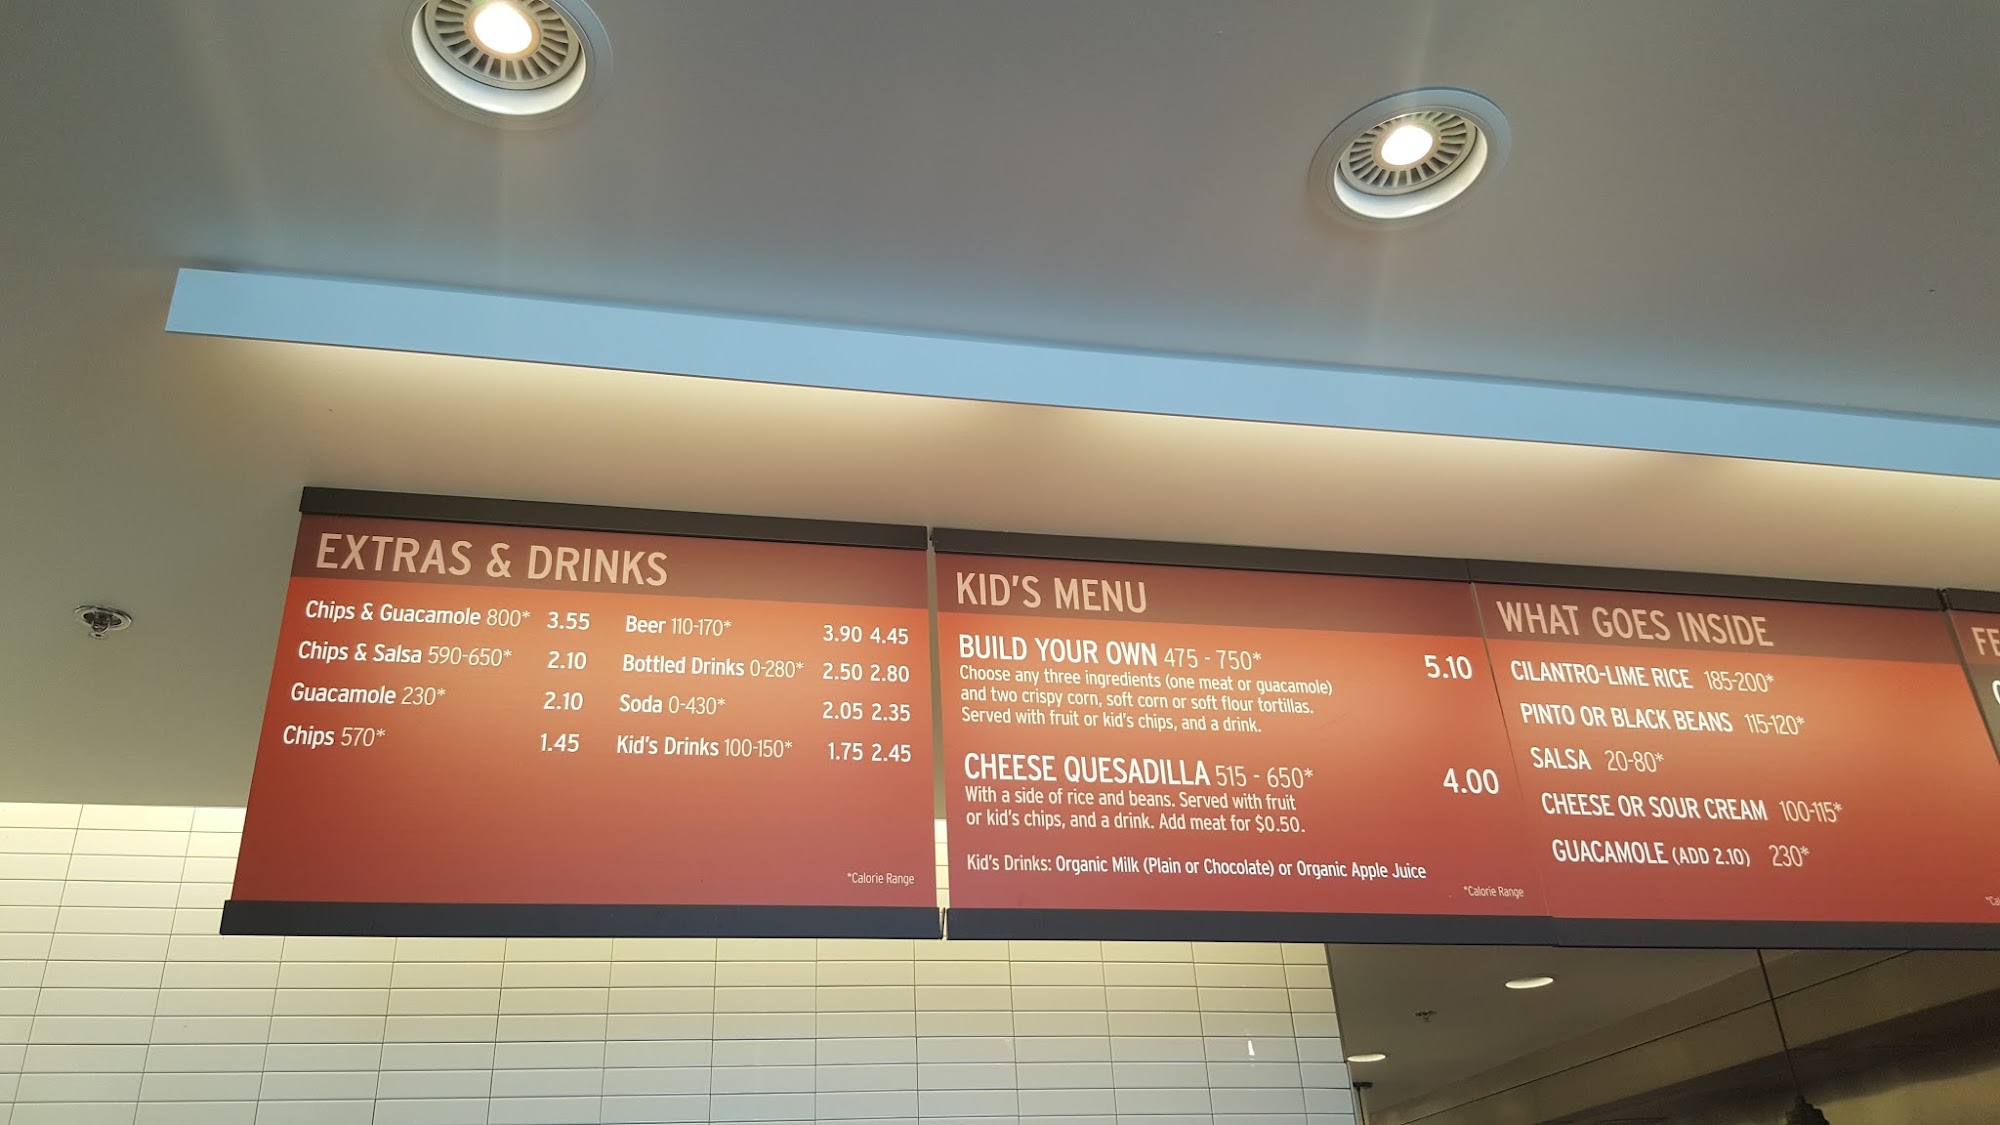 EXTRAS & DRINKS
Chips & Guacamole 800* 3.55
Chips & Salsa 590-650* 2.10
Guacamole 230* 2.10
Chips 570* 1.45
Beer 110-170* 3.90 4.45
Bottled Drinks 0-280* 2.50 2.80
Soda 0-430* 2.05 2.35
Kid's Drinks 100-150* 1.75 2.45
*Calorie Range
KID'S MENU
BUILD YOUR OWN 475 - 750* 5.10
Choose any three ingredients (one meat or guacamole)
and two crispy corn, soft corn or soft flour tortillas.
Served with fruit or kid's chips, and a drink.
CHEESE QUESADILLA 515 - 650* 4.00
With a side of rice and beans. Served with fruit
or kid's chips, and a drink. Add meat for $0.50.
Kid's Drinks: Organic Milk (Plain or Chocolate) or Organic Apple Juice
*Calorie Range
WHAT GOES INSIDE
CILANTRO-LIME RICE 185-200*
PINTO OR BLACK BEANS 115-120*
SALSA 20-80*
CHEESE OR SOUR CREAM 100-115*
GUACAMOLE (ADD 2.10) 230*